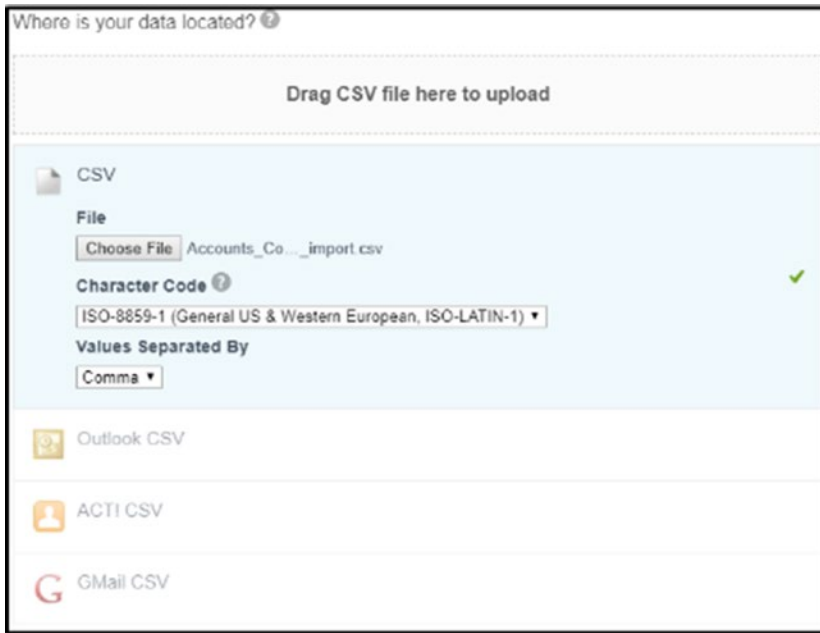 Where is your data located?
Drag CSV file here to upload
CSV
File
Choose File Accounts_Co..._import.csv
Character Code
ISO-8859-1 (General US & Western European, ISO-LATIN-1)
Values Separated By
Comma
Outlook CSV
ACT! CSV
GMail CSV